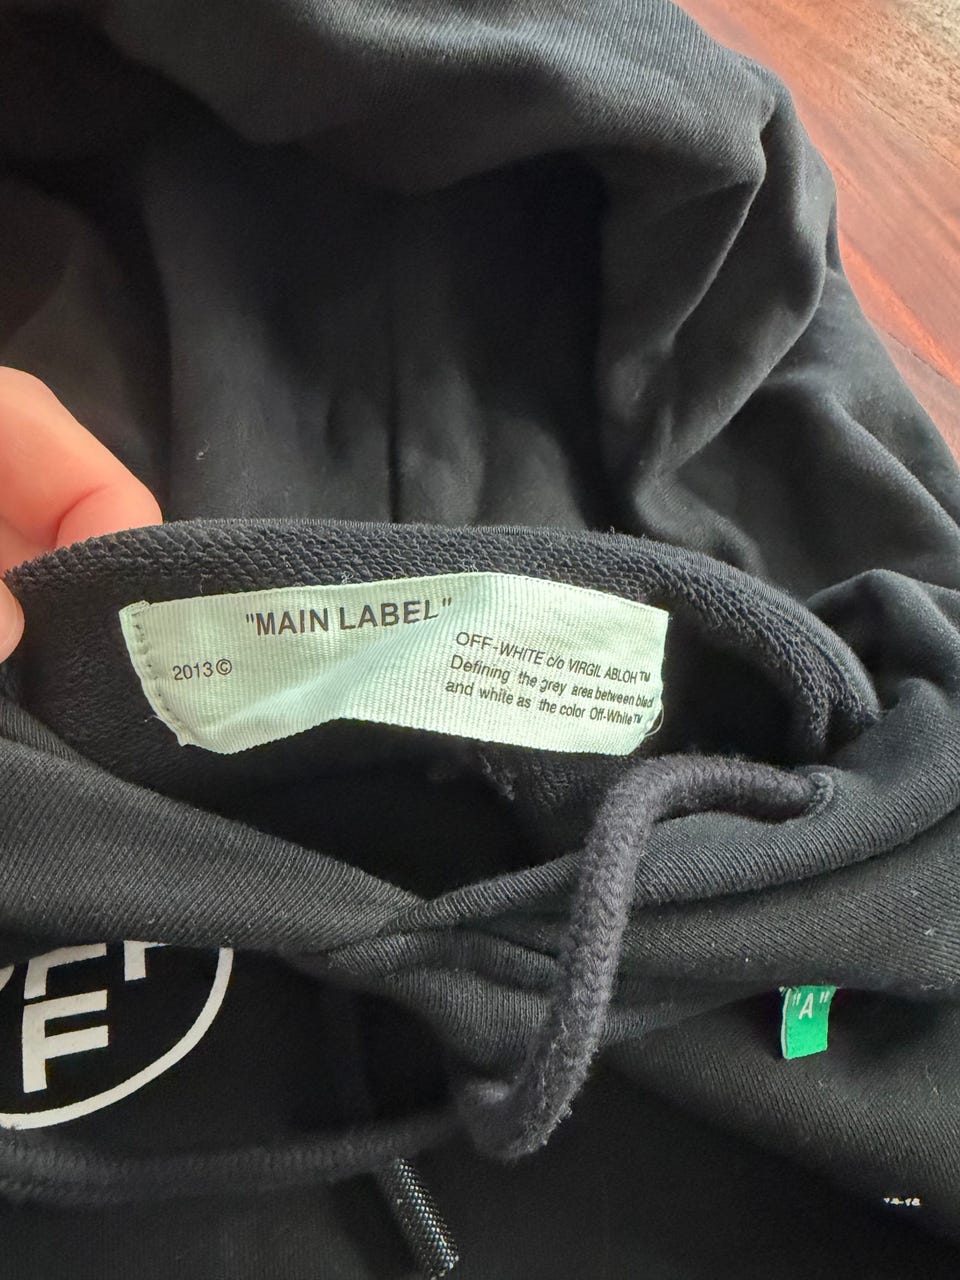 "MAIN LABEL"
2013©
OFF-WHITE c/o VIRGIL ABLOH™
Defining the grey area between black
and white as the color Off-White™
FF
F
"A"